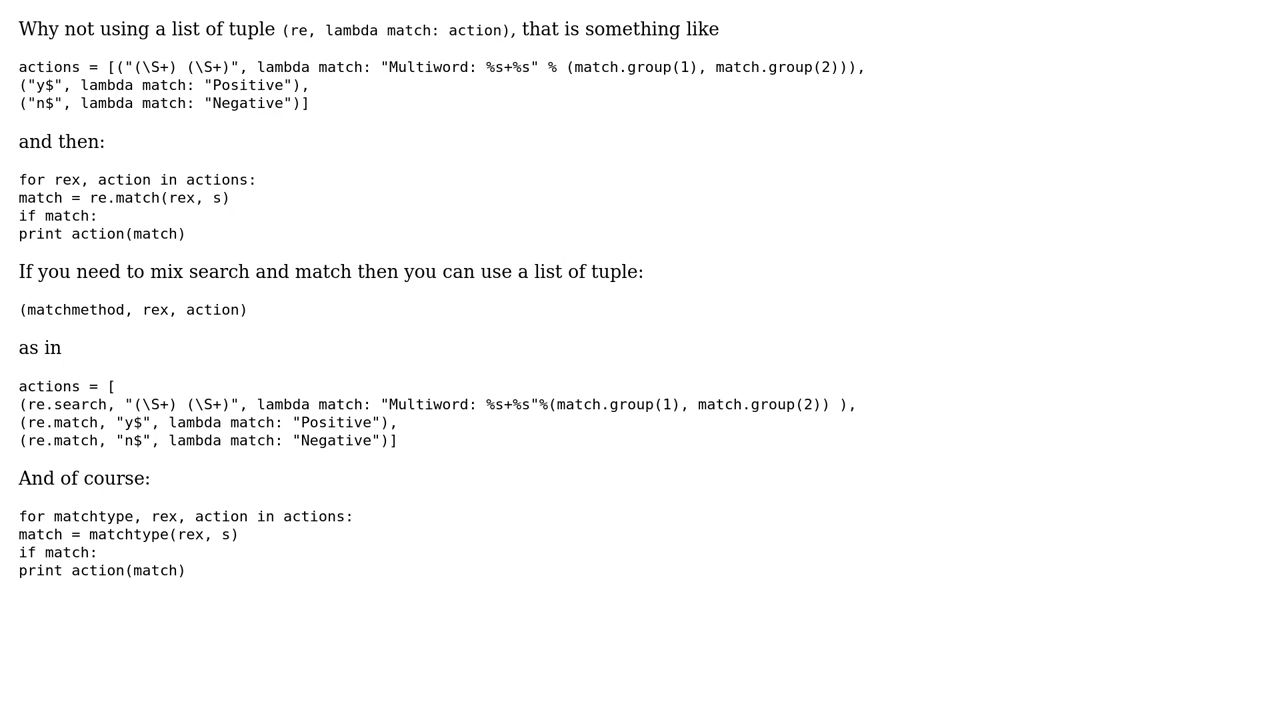 Why not using a list of tuple (re, lambda match: action), that is something like
actions = [("(\S+) (\S+)", lambda match: "Multiword: %s+%s" % (match.group(1), match.group(2))),
("y$", lambda match: "Positive"),
("n$", lambda match: "Negative")]
and then:
for rex, action in actions:
match = re.match(rex, s)
if match:
print action(match)
If you need to mix search and match then you can use a list of tuple:
(matchmethod, rex, action)
as in
actions = [
(re.search, "(\S+) (\S+)", lambda match: "Multiword: %s+%s"%(match.group(1), match.group(2)) ),
(re.match, "y$", lambda match: "Positive"),
(re.match, "n$", lambda match: "Negative")]
And of course:
for matchtype, rex, action in actions:
match = matchtype(rex, s)
if match:
print action(match)